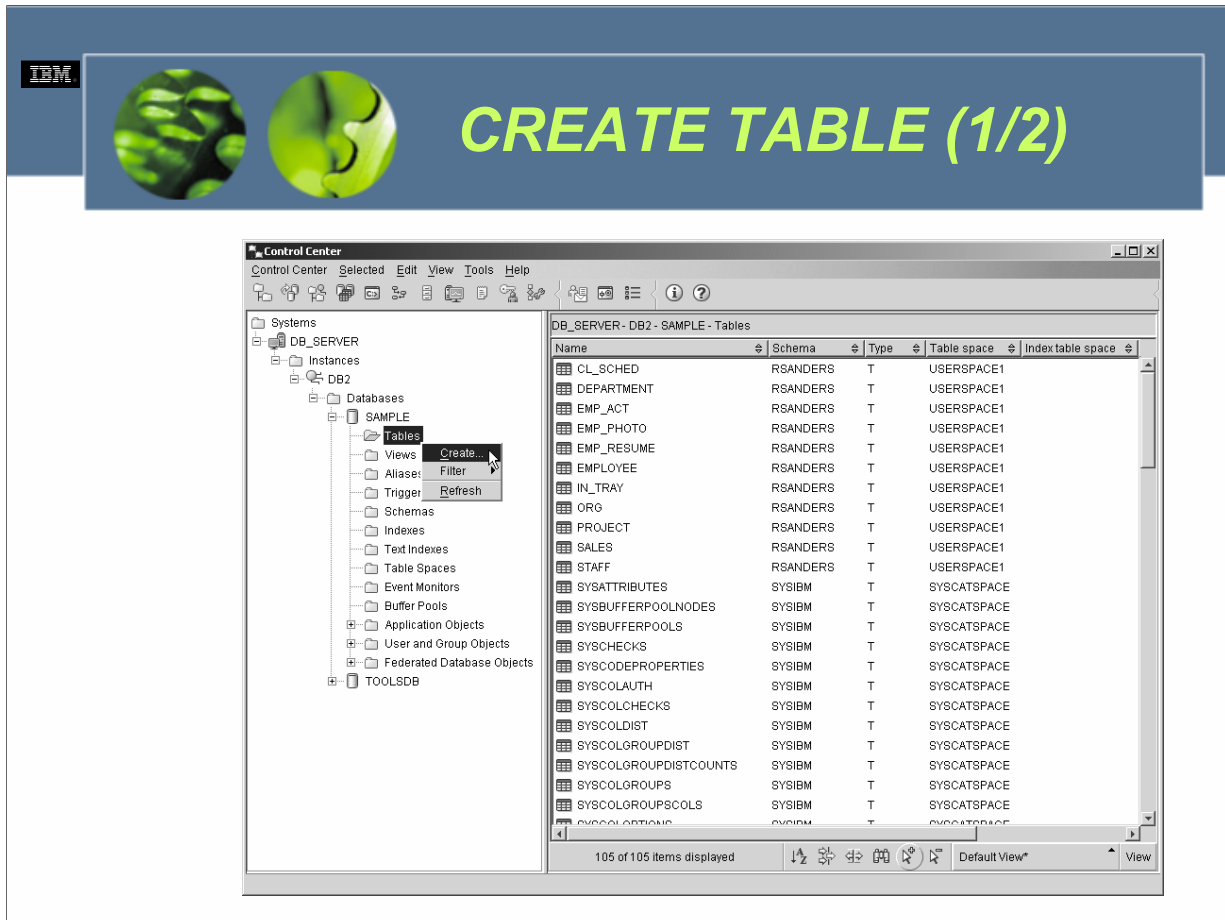 IBM.
CREATE TABLE (1/2)
Control Center
Control Center Selected Edit View Tools Help
Systems
DB_SERVER
Instances
DB2
Databases
SAMPLE
Tables
Views
Aliases
Trigger
Schemas
Indexes
Text Indexes
Table Spaces
Event Monitors
Buffer Pools
Application Objects
User and Group Objects
Federated Database Objects
TOOLSDB
Create...
Filter
Refresh
DB_SERVER - DB2 - SAMPLE - Tables
Name Schema Type Table space Index table space
CL_SCHED RSANDERS T USERSPACE1
DEPARTMENT RSANDERS T USERSPACE1
EMP_ACT RSANDERS T USERSPACE1
EMP_PHOTO RSANDERS T USERSPACE1
EMP_RESUME RSANDERS T USERSPACE1
EMPLOYEE RSANDERS T USERSPACE1
IN_TRAY RSANDERS T USERSPACE1
ORG RSANDERS T USERSPACE1
PROJECT RSANDERS T USERSPACE1
SALES RSANDERS T USERSPACE1
STAFF RSANDERS T USERSPACE1
SYSATTRIBUTES SYSIBM T SYSCATSPACE
SYSBUFFERPOOLNODES SYSIBM T SYSCATSPACE
SYSBUFFERPOOLS SYSIBM T SYSCATSPACE
SYSCHECKS SYSIBM T SYSCATSPACE
SYSCODEPROPERTIES SYSIBM T SYSCATSPACE
SYSCOLAUTH SYSIBM T SYSCATSPACE
SYSCOLCHECKS SYSIBM T SYSCATSPACE
SYSCOLDIST SYSIBM T SYSCATSPACE
SYSCOLGROUPDIST SYSIBM T SYSCATSPACE
SYSCOLGROUPDISTCOUNTS SYSIBM T SYSCATSPACE
SYSCOLGROUPS SYSIBM T SYSCATSPACE
SYSCOLGROUPSCOLS SYSIBM T SYSCATSPACE
SYSCOLOPTIONS SYSIBM T SYSCATSPACE
105 of 105 items displayed Default View* View